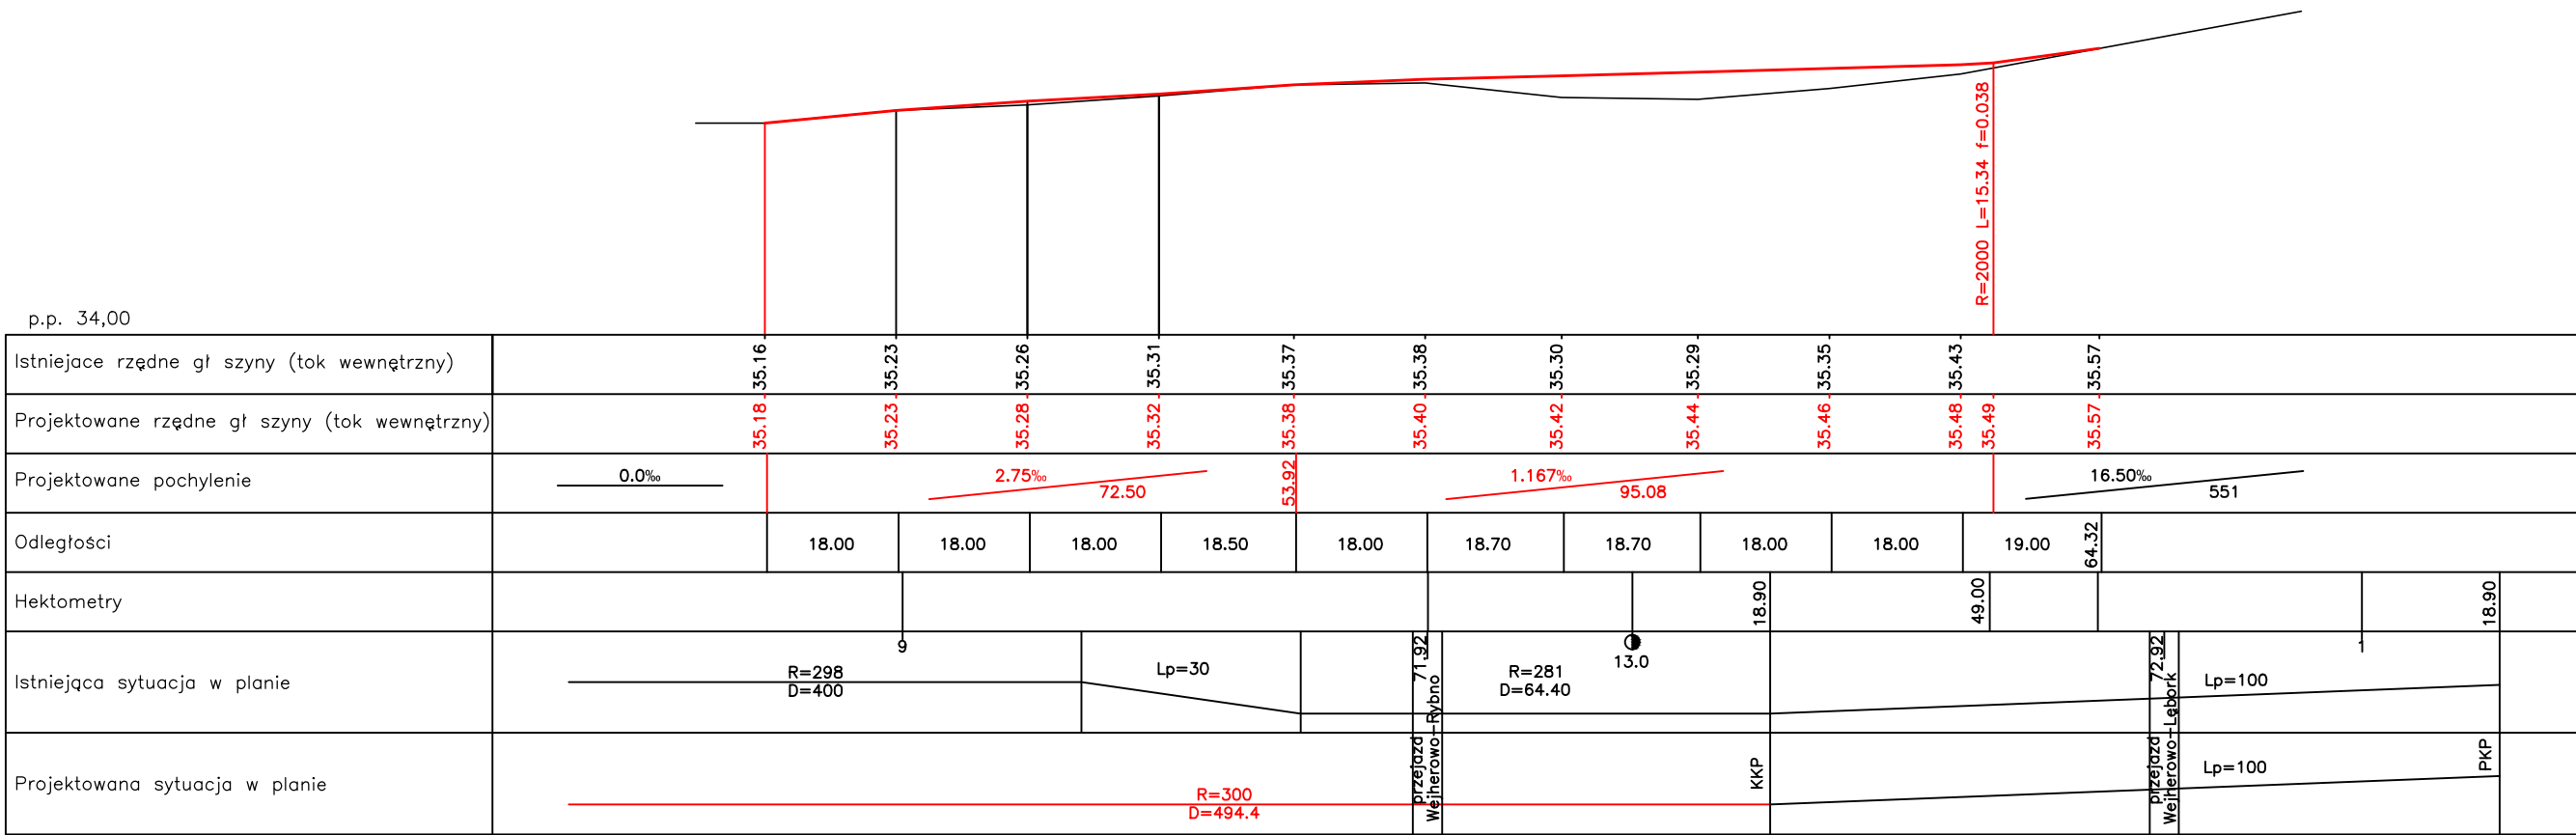 R=2000 L=15.34 f=0.038
p.p. 34,00
Istniejace rzędne gł szyny (tok wewnętrzny)
35.16 35.23 35.26 35.31 35.37 35.38 35.30 35.29 35.35 35.43 35.57
Projektowane rzędne gł szyny (tok wewnętrzny)
35.18 35.23 35.28 35.32 35.38 35.40 35.42 35.44 35.46 35.48 35.49 35.57
Projektowane pochylenie
0.0‰
2.75‰
72.50
53.92
1.167‰
95.08
16.50‰
551
Odległości
18.00 18.00 18.00 18.50 18.00 18.70 18.70 18.00 18.00 19.00 64.32
Hektometry
18.90 49.00 18.90
9
13.0
1
Istniejąca sytuacja w planie
R=298
D=400
Lp=30
71.92
R=281
D=64.40
72.92
Lp=100
Projektowana sytuacja w planie
R=300
D=494.4
przejazd
Wejherowo-Rybno
KKP
przejazd
Wejherowo-Lębork
Lp=100
PKP